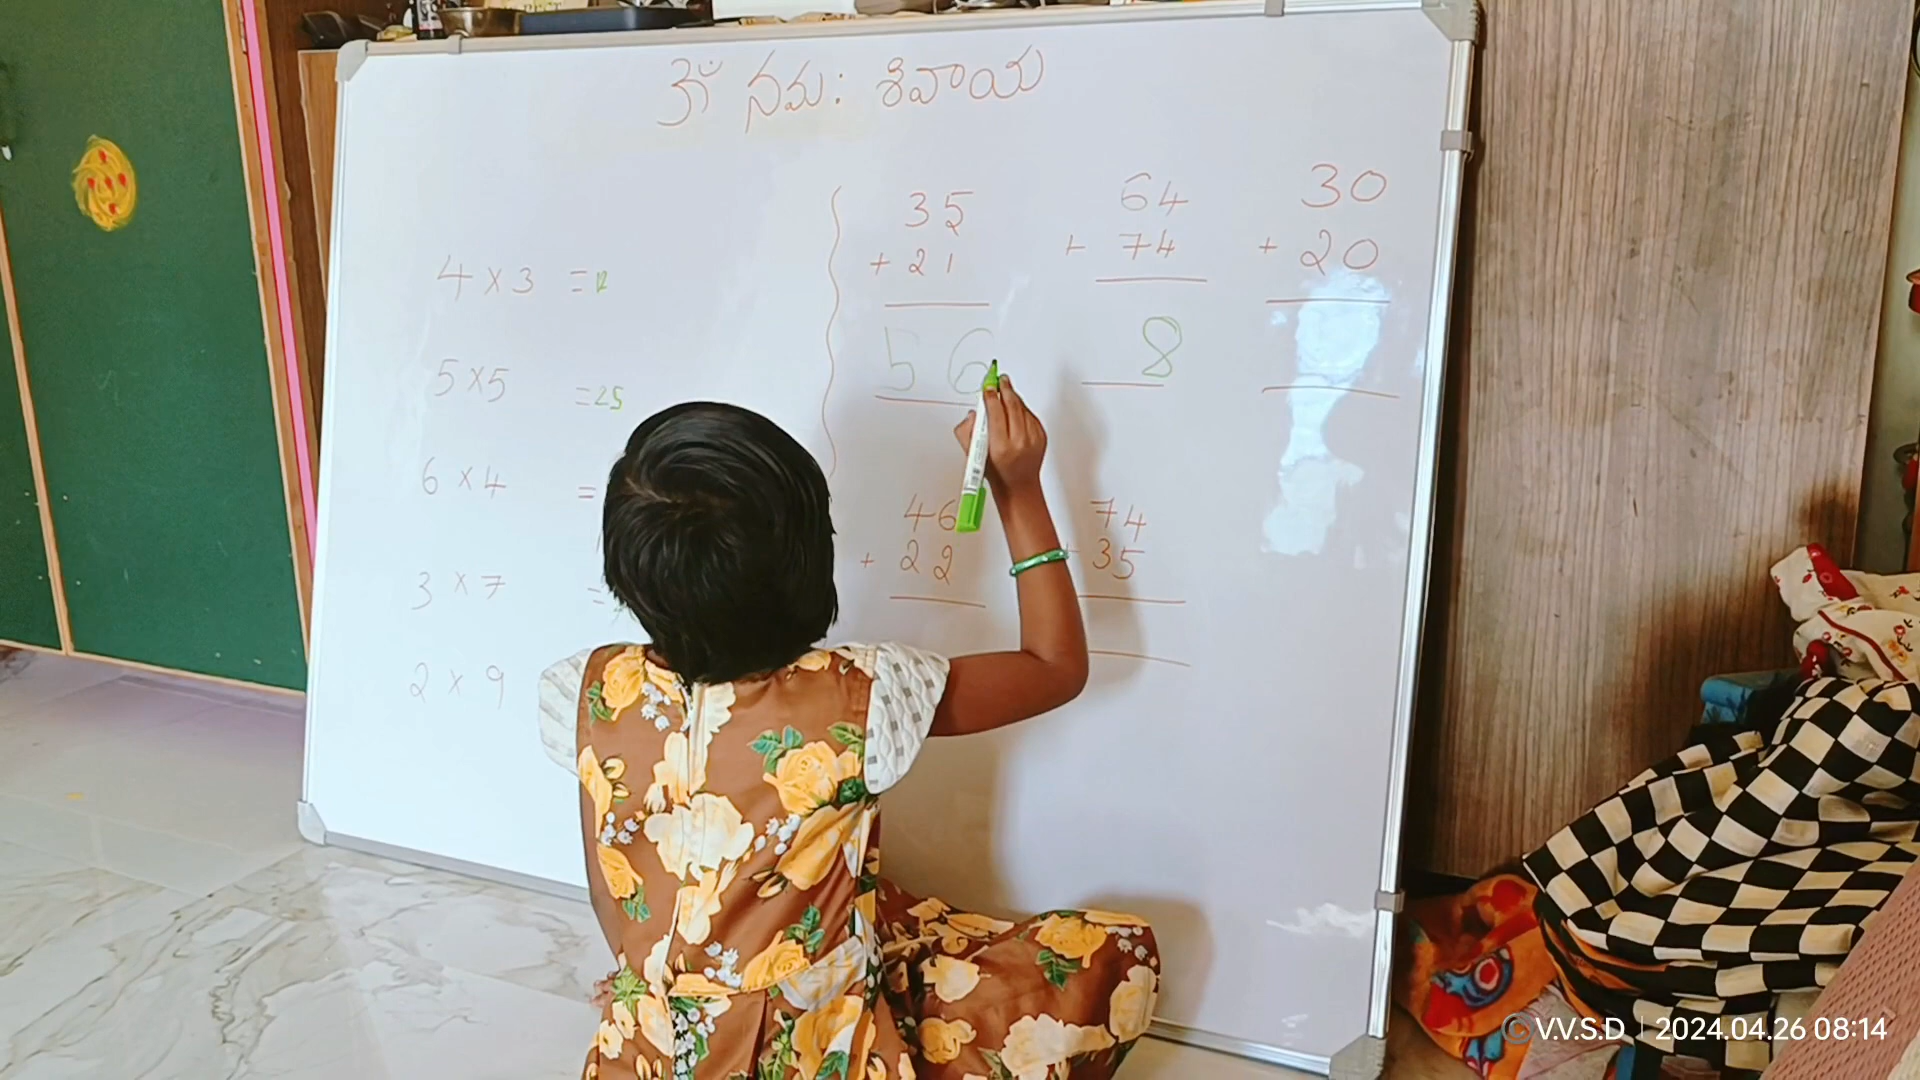 ఓం నమః శివాయ
4 x 3 = 12
5 x 5 = 25
6 x 4 =
3 x 7 =
2 x 9
35
+ 21
56
64
+ 74
8
30
+ 20
46
+ 22
74
+ 35
©V.V.S.D | 2024.04.26 08:14